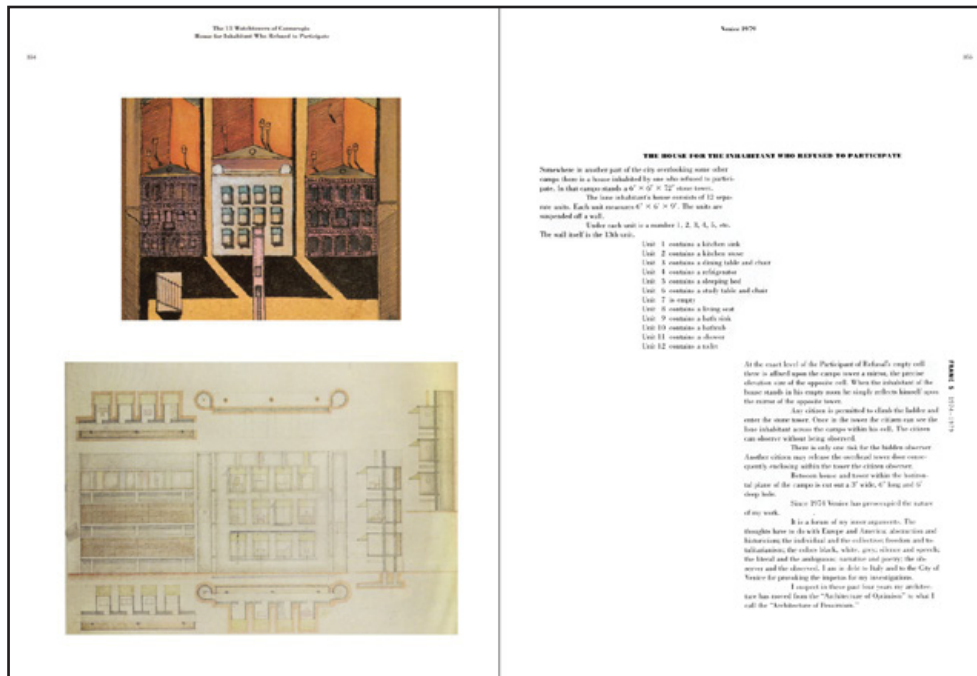 The 13 Watchtowers of Cannaregio
House for Inhabitant Who Refused to Participate
354
Venice 1979
355
THE HOUSE FOR THE INHABITANT WHO REFUSED TO PARTICIPATE
Somewhere in another part of the city overlooking some other
campo there is a house inhabited by one who refused to partici-
pate. In that campo stands a 6' × 6' × 72' stone tower.
The lone inhabitant's house consists of 12 sepa-
rate units. Each unit measures 6' × 6' × 9'. The units are
suspended off a wall.
Under each unit is a number 1, 2, 3, 4, 5, etc.
The wall itself is the 13th unit.
Unit 1 contains a kitchen sink
Unit 2 contains a kitchen stove
Unit 3 contains a dining table and chair
Unit 4 contains a refrigerator
Unit 5 contains a sleeping bed
Unit 6 contains a study table and chair
Unit 7 is empty
Unit 8 contains a living seat
Unit 9 contains a bath sink
Unit 10 contains a bathtub
Unit 11 contains a shower
Unit 12 contains a toilet
At the exact level of the Participant of Refusal's empty cell
there is affixed upon the campo tower a mirror, the precise
elevation size of the opposite cell. When the inhabitant of the
house stands in his empty room he simply reflects himself upon
the mirror of the opposite tower.
Any citizen is permitted to climb the ladder and
enter the stone tower. Once in the tower the citizen can see the
lone inhabitant across the campo within his cell. The citizen
can observe without being observed.
There is only one risk for the hidden observer.
Another citizen may release the overhead tower door conse-
quently enclosing within the tower the citizen observer.
Between house and tower within the horizon-
tal plane of the campo is cut out a 3' wide, 6' long and 6'
deep hole.
Since 1974 Venice has preoccupied the nature
of my work.
It is a forum of my inner arguments. The
thoughts have to do with Europe and America; abstraction and
historicism; the individual and the collective; freedom and to-
talitarianism; the colors black, white, grey; silence and speech;
the literal and the ambiguous; narrative and poetry; the ob-
server and the observed. I am in debt to Italy and to the City of
Venice for provoking the impetus for my investigations.
I suspect in these past four years my architec-
ture has moved from the "Architecture of Optimism" to what I
call the "Architecture of Pessimism."
FRAME 5 1974–1979